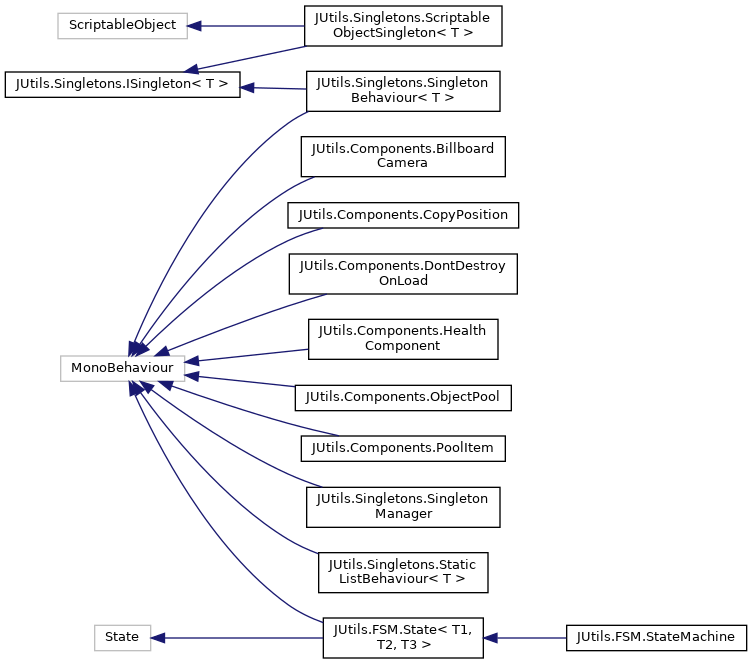 ScriptableObject
JUtils.Singletons.Scriptable
ObjectSingleton< T >
JUtils.Singletons.ISingleton< T >
JUtils.Singletons.Singleton
Behaviour< T >
JUtils.Components.Billboard
Camera
JUtils.Components.CopyPosition
JUtils.Components.DontDestroy
OnLoad
JUtils.Components.Health
Component
MonoBehaviour
JUtils.Components.ObjectPool
JUtils.Components.PoolItem
JUtils.Singletons.Singleton
Manager
JUtils.Singletons.Static
ListBehaviour< T >
State
JUtils.FSM.State< T1,
T2, T3 >
JUtils.FSM.StateMachine